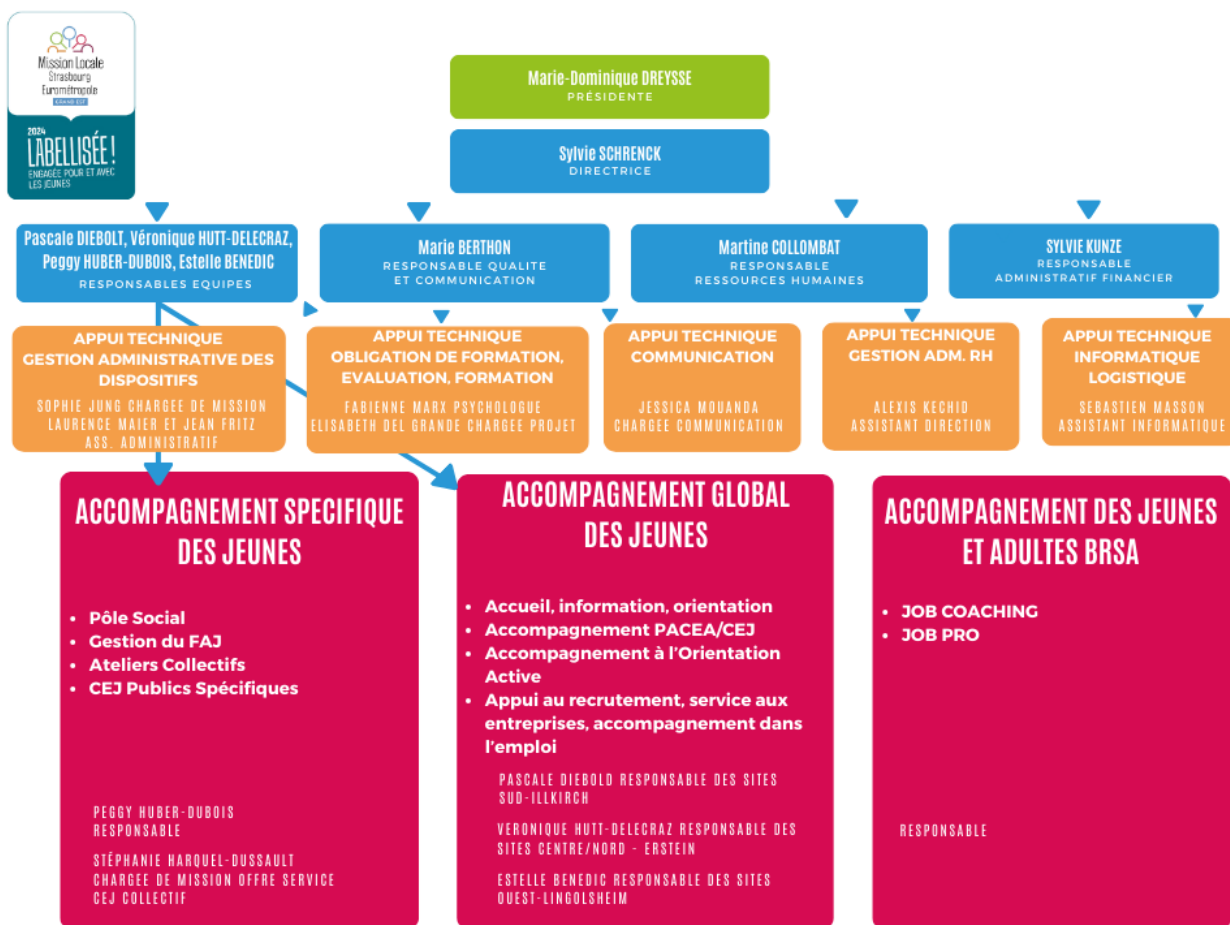 Mission Locale
Strasbourg
Eurométropole
GRAND EST
2024
LABELLISÉE !
ENGAGÉE POUR ET AVEC
LES JEUNES
Marie-Dominique DREYSSE
PRÉSIDENTE
Sylvie SCHRENCK
DIRECTRICE
Pascale DIEBOLT, Véronique HUTT-DELECRAZ,
Peggy HUBER-DUBOIS, Estelle BENEDIC
RESPONSABLES EQUIPES
Marie BERTHON
RESPONSABLE QUALITE
ET COMMUNICATION
Martine COLLOMBAT
RESPONSABLE
RESSOURCES HUMAINES
SYLVIE KUNZE
RESPONSABLE
ADMINISTRATIF FINANCIER
APPUI TECHNIQUE
GESTION ADMINISTRATIVE DES
DISPOSITIFS
SOPHIE JUNG CHARGEE DE MISSION
LAURENCE MAIER ET JEAN FRITZ
ASS. ADMINISTRATIF
APPUI TECHNIQUE
OBLIGATION DE FORMATION,
EVALUATION, FORMATION
FABIENNE MARX PSYCHOLOGUE
ELISABETH DEL GRANDE CHARGEE PROJET
APPUI TECHNIQUE
COMMUNICATION
JESSICA MOUANDA
CHARGEE COMMUNICATION
APPUI TECHNIQUE
GESTION ADM. RH
ALEXIS KECHID
ASSISTANT DIRECTION
APPUI TECHNIQUE
INFORMATIQUE
LOGISTIQUE
SEBASTIEN MASSON
ASSISTANT INFORMATIQUE
ACCOMPAGNEMENT SPECIFIQUE
DES JEUNES
• Pôle Social
• Gestion du FAJ
• Ateliers Collectifs
• CEJ Publics Spécifiques
PEGGY HUBER-DUBOIS
RESPONSABLE
STÉPHANIE HARQUEL-DUSSAULT
CHARGEE DE MISSION OFFRE SERVICE
CEJ COLLECTIF
ACCOMPAGNEMENT GLOBAL
DES JEUNES
• Accueil, information, orientation
• Accompagnement PACEA/CEJ
• Accompagnement à l'Orientation
Active
• Appui au recrutement, service aux
entreprises, accompagnement dans
l'emploi
PASCALE DIEBOLD RESPONSABLE DES SITES
SUD-ILLKIRCH
VERONIQUE HUTT-DELECRAZ RESPONSABLE DES
SITES CENTRE/NORD - ERSTEIN
ESTELLE BENEDIC RESPONSABLE DES SITES
OUEST-LINGOLSHEIM
ACCOMPAGNEMENT DES JEUNES
ET ADULTES BRSA
• JOB COACHING
• JOB PRO
RESPONSABLE